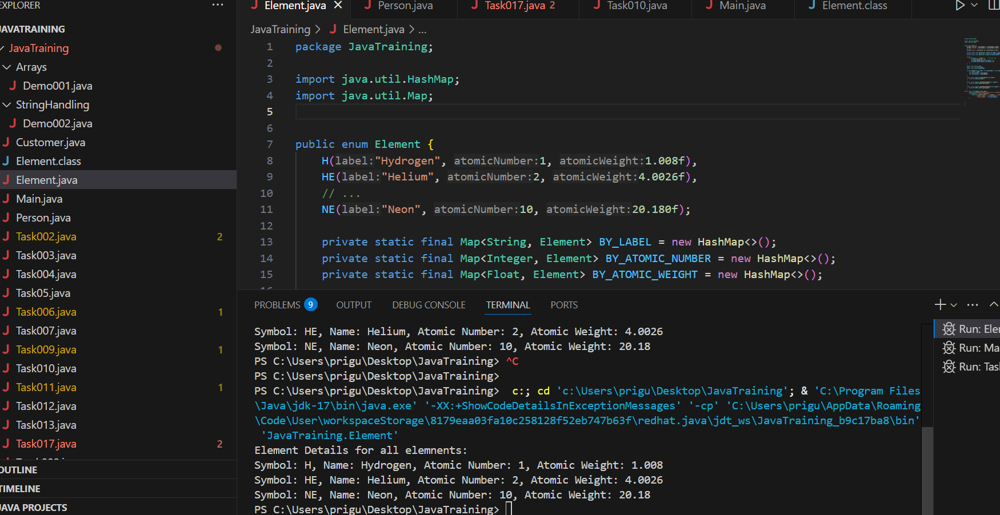 EXPLORER
JAVATRAINING
JavaTraining
Arrays
Demo001.java
StringHandling
Demo002.java
Customer.java
Element.class
Element.java
Main.java
Person.java
Task002.java 2
Task003.java
Task004.java
Task05.java
Task006.java 1
Task007.java
Task009.java 1
Task010.java
Task011.java 1
Task012.java
Task013.java
Task017.java 2
OUTLINE
TIMELINE
JAVA PROJECTS
Element.java Person.java Task017.java 2 Task010.java Main.java Element.class
JavaTraining > Element.java > ...
1 package JavaTraining;
2
3 import java.util.HashMap;
4 import java.util.Map;
5
6
7 public enum Element {
8 H(label:"Hydrogen", atomicNumber:1, atomicWeight:1.008f),
9 HE(label:"Helium", atomicNumber:2, atomicWeight:4.0026f),
10 // ...
11 NE(label:"Neon", atomicNumber:10, atomicWeight:20.180f);
12
13 private static final Map<String, Element> BY_LABEL = new HashMap<>();
14 private static final Map<Integer, Element> BY_ATOMIC_NUMBER = new HashMap<>();
15 private static final Map<Float, Element> BY_ATOMIC_WEIGHT = new HashMap<>();
PROBLEMS 9 OUTPUT DEBUG CONSOLE TERMINAL PORTS
Symbol: HE, Name: Helium, Atomic Number: 2, Atomic Weight: 4.0026
Symbol: NE, Name: Neon, Atomic Number: 10, Atomic Weight: 20.18
PS C:\Users\prigu\Desktop\JavaTraining> ^C
PS C:\Users\prigu\Desktop\JavaTraining>
PS C:\Users\prigu\Desktop\JavaTraining> c:; cd 'c:\Users\prigu\Desktop\JavaTraining'; & 'C:\Program Files
\Java\jdk-17\bin\java.exe' '-XX:+ShowCodeDetailsInExceptionMessages' '-cp' 'C:\Users\prigu\AppData\Roaming
\Code\User\workspaceStorage\8179eaa03fa10c258128f52eb747b63f\redhat.java\jdt_ws\JavaTraining_b9c17ba8\bin'
'JavaTraining.Element'
Element Details for all elemnents:
Symbol: H, Name: Hydrogen, Atomic Number: 1, Atomic Weight: 1.008
Symbol: HE, Name: Helium, Atomic Number: 2, Atomic Weight: 4.0026
Symbol: NE, Name: Neon, Atomic Number: 10, Atomic Weight: 20.18
PS C:\Users\prigu\Desktop\JavaTraining>
Run: Ele
Run: Ma
Run: Tas